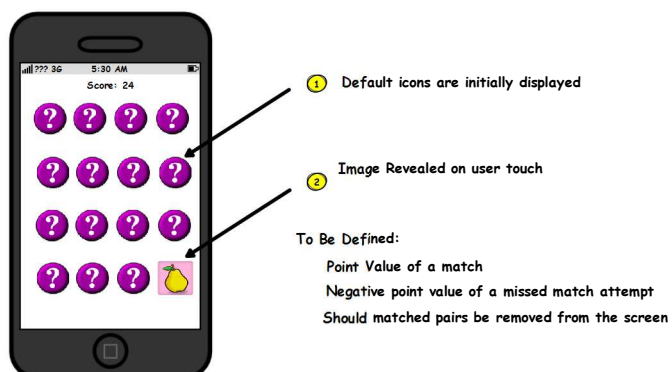 ??? 3G 5:30 AM
Score: 24
? ? ? ?
? ? ? ?
? ? ? ?
? ? ?
1 Default icons are initially displayed
2 Image Revealed on user touch
To Be Defined:
Point Value of a match
Negative point value of a missed match attempt
Should matched pairs be removed from the screen